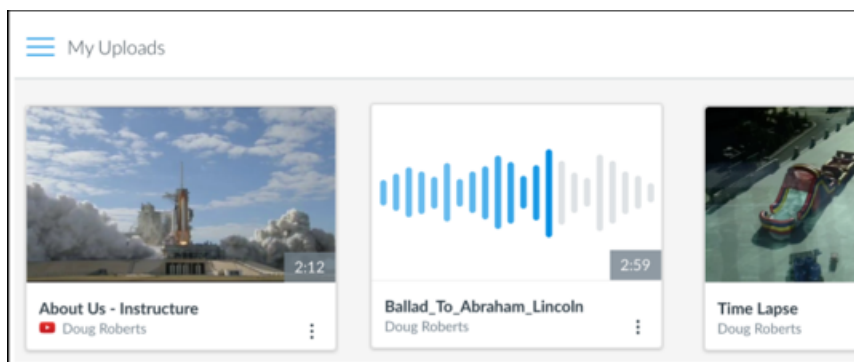 My Uploads
2:12
2:59
About Us - Instructure
Doug Roberts
Ballad_To_Abraham_Lincoln
Doug Roberts
Time Lapse
Doug Roberts